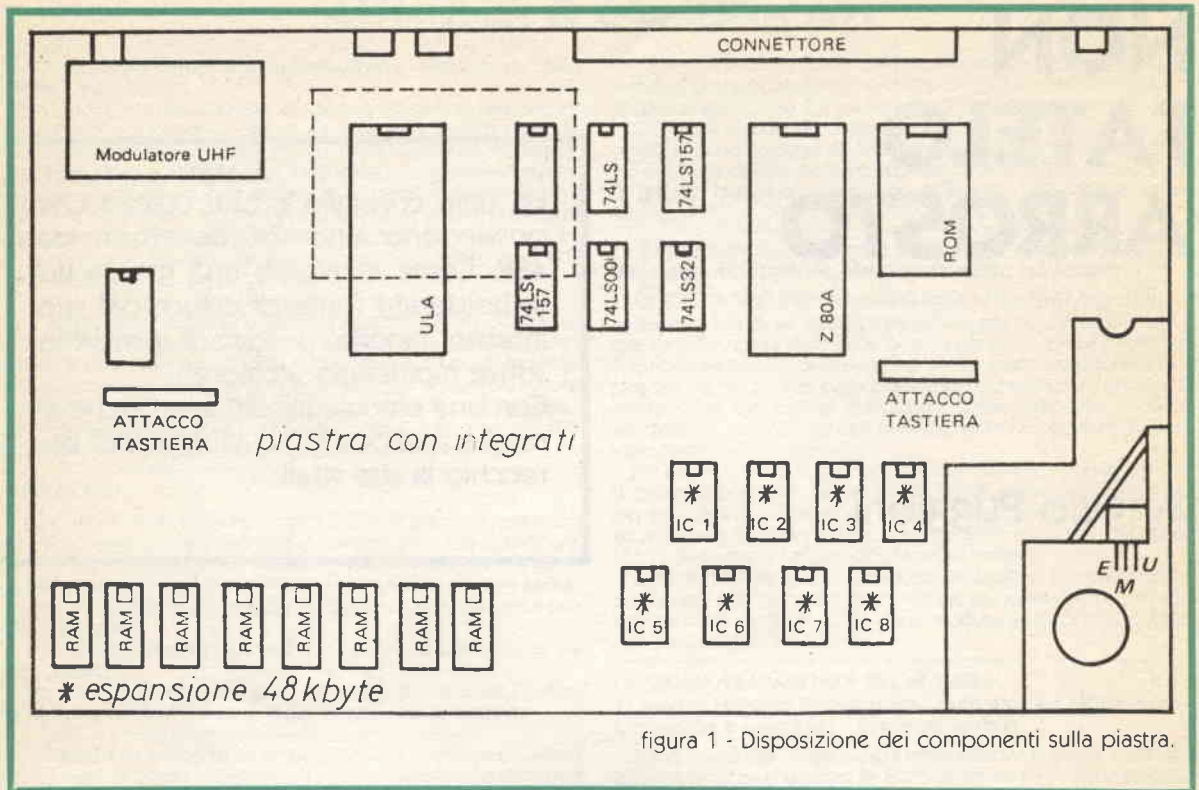 CONNETTORE
Modulatore UHF
ULA
74LS
157
74LS
74LS00
74LS157
74LS32
Z80A
ROM
ATTACCO
TASTIERA
ATTACCO
TASTIERA
piastra con integrati
* IC 1
* IC 2
* IC 3
* IC 4
* IC 5
* IC 6
* IC 7
* IC 8
E M U
RAM
RAM
RAM
RAM
RAM
RAM
RAM
RAM
* espansione 48 kbyte
figura 1 - Disposizione dei componenti sulla piastra.